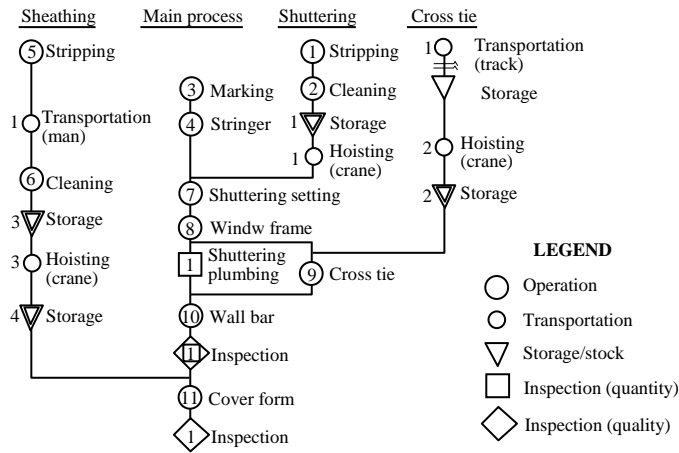 Sheathing Main process Shuttering Cross tie
5 Stripping
1 Transportation
(man)
6 Cleaning
3 Storage
3 Hoisting
(crane)
4 Storage
3 Marking
4 Stringer
1 Stripping
2 Cleaning
1 Storage
1 Hoisting
(crane)
1 Transportation
(track)
Storage
2 Hoisting
(crane)
2 Storage
7 Shuttering setting
8 Windw frame
1 Shuttering
plumbing
9 Cross tie
10 Wall bar
1 Inspection
11 Cover form
1 Inspection
LEGEND
Operation
Transportation
Storage/stock
Inspection (quantity)
Inspection (quality)